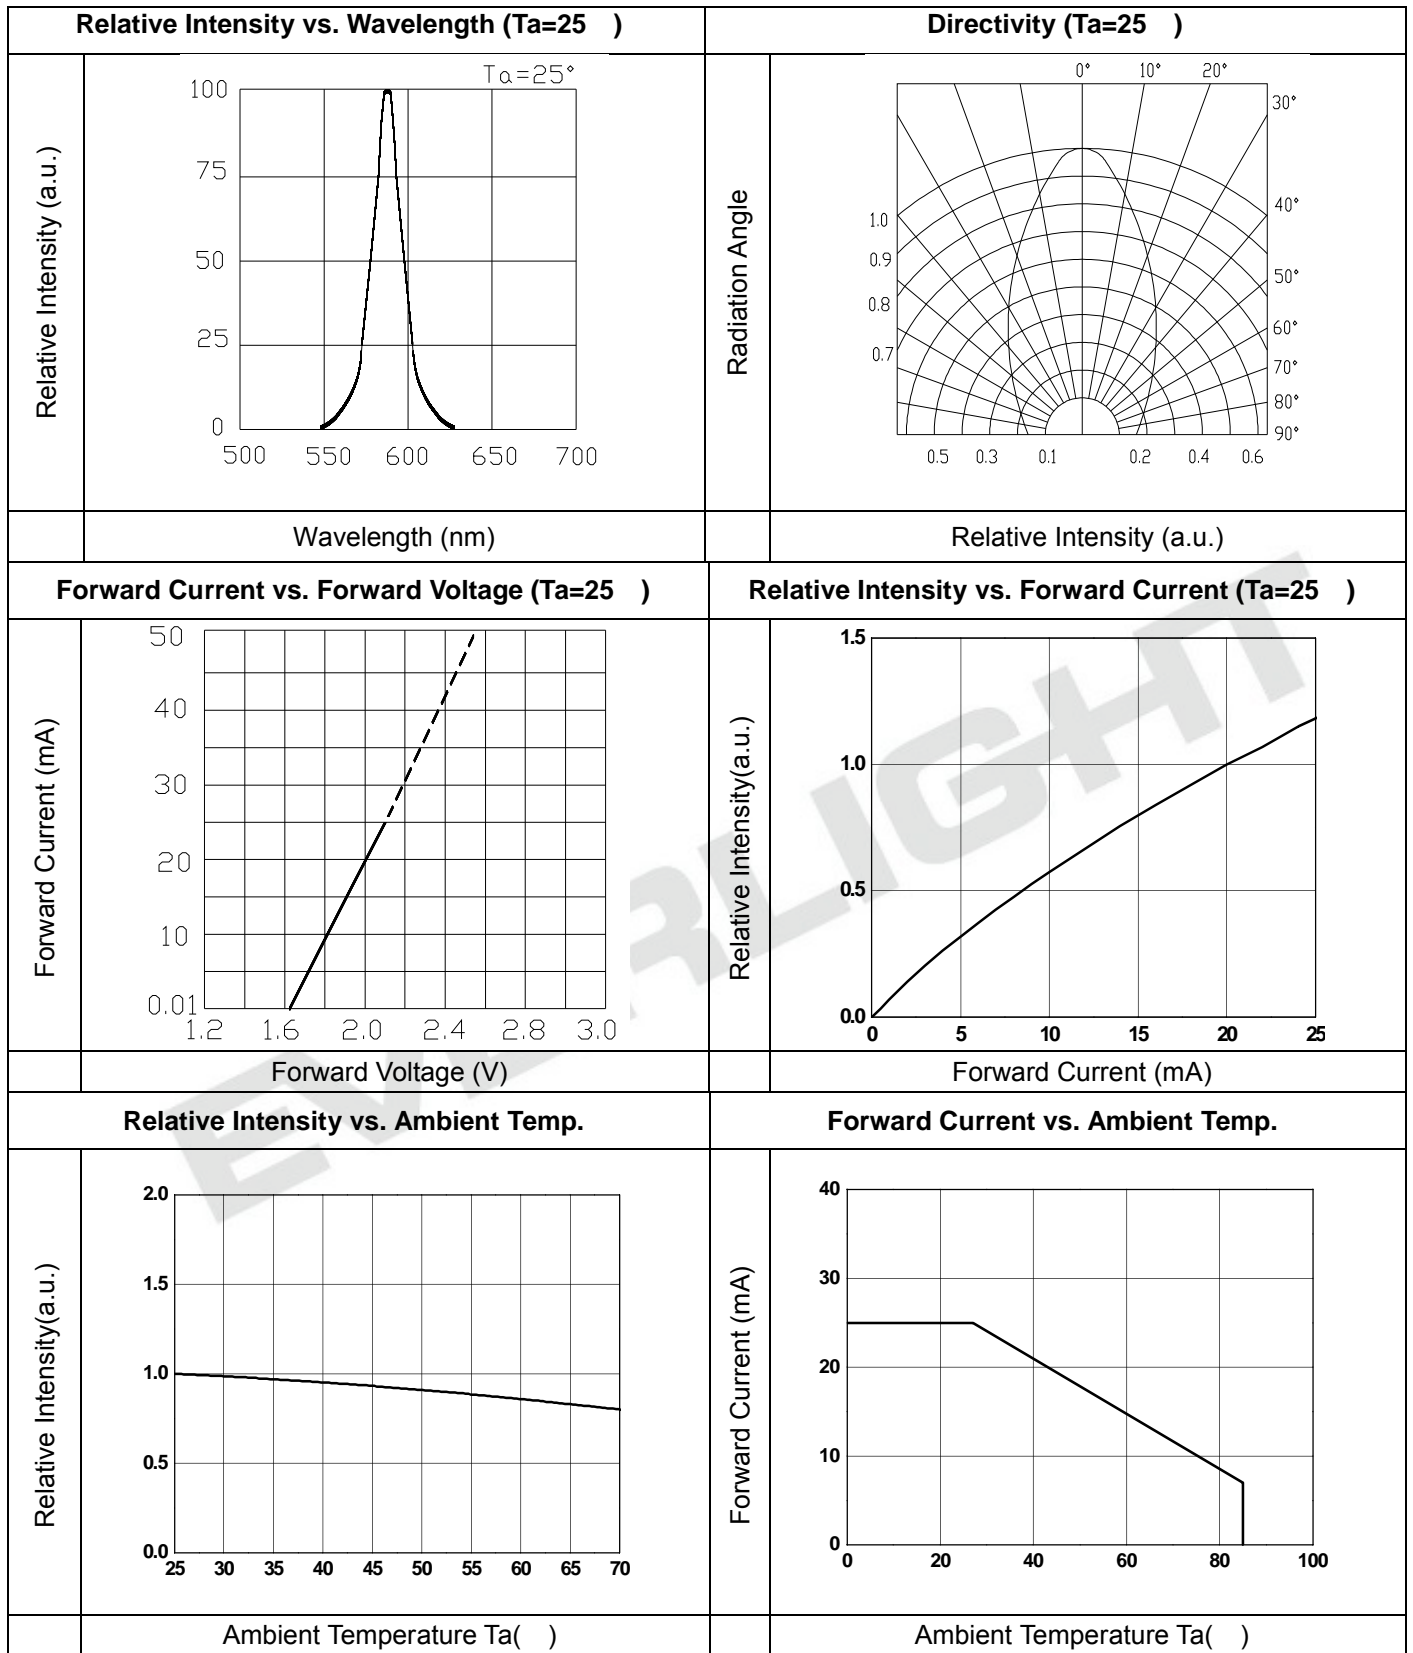 Relative Intensity vs. Wavelength (Ta=25 )
Directivity (Ta=25 )
Relative Intensity (a.u.)
Ta=25°
100
75
50
25
0
500 550 600 650 700
Wavelength (nm)
Radiation Angle
0° 10° 20°
30°
40°
50°
60°
70°
80°
90°
1.0
0.9
0.8
0.7
0.5 0.3 0.1 0.2 0.4 0.6
Relative Intensity (a.u.)
Forward Current vs. Forward Voltage (Ta=25 )
Relative Intensity vs. Forward Current (Ta=25 )
Forward Current (mA)
50
40
30
20
10
0.01
1.2 1.6 2.0 2.4 2.8 3.0
Forward Voltage (V)
Relative Intensity(a.u.)
1.5
1.0
0.5
0.0
0 5 10 15 20 25
Forward Current (mA)
Relative Intensity vs. Ambient Temp.
Forward Current vs. Ambient Temp.
Relative Intensity(a.u.)
2.0
1.5
1.0
0.5
0.0
25 30 35 40 45 50 55 60 65 70
Ambient Temperature Ta( )
Forward Current (mA)
40
30
20
10
0
0 20 40 60 80 100
Ambient Temperature Ta( )
EVERLIGHT